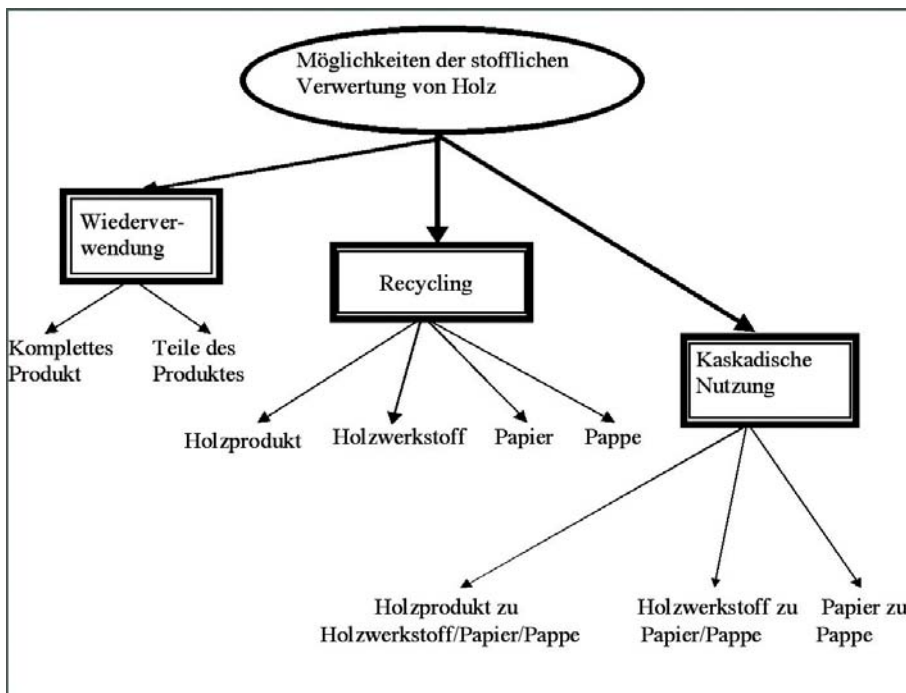 Möglichkeiten der stofflichen
Verwertung von Holz
Wiederver-
wendung
Komplettes
Produkt
Teile des
Produktes
Recycling
Holzprodukt
Holzwerkstoff
Papier
Pappe
Kaskadische
Nutzung
Holzprodukt zu
Holzwerkstoff/Papier/Pappe
Holzwerkstoff zu
Papier/Pappe
Papier zu
Pappe